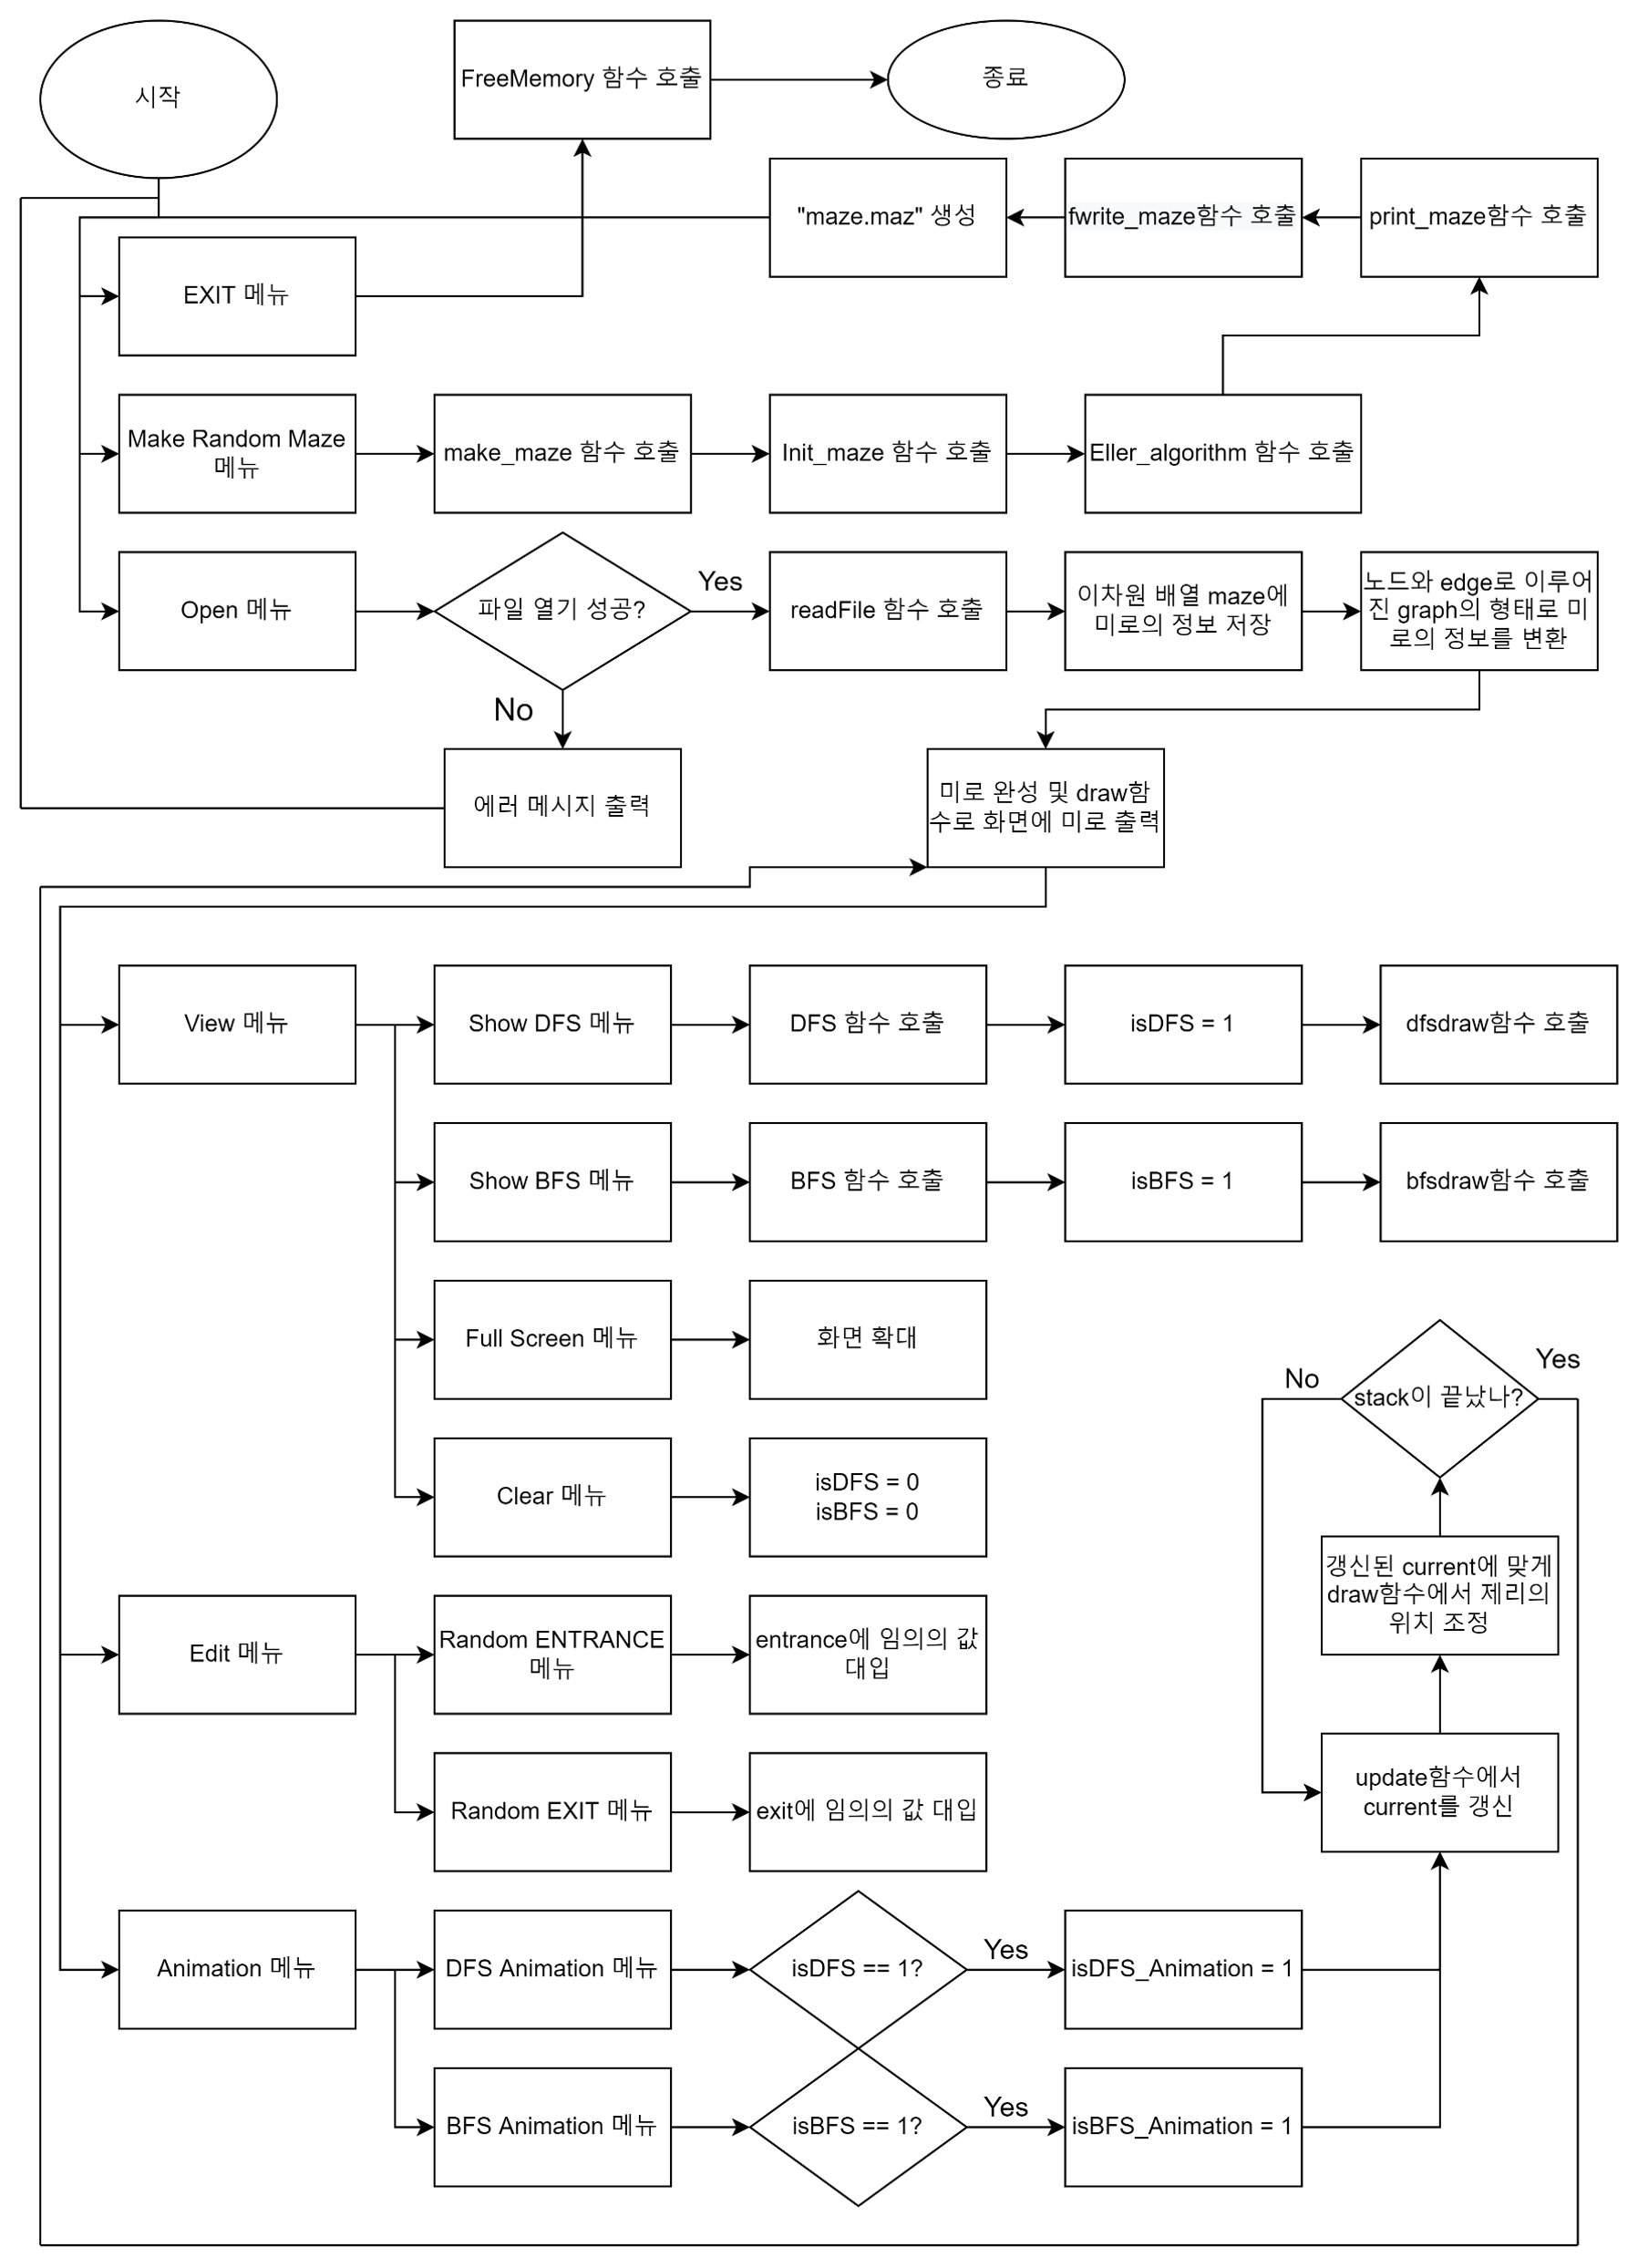 시작
FreeMemory 함수 호출
종료
"maze.maz" 생성
fwrite_maze함수 호출
print_maze함수 호출
EXIT 메뉴
Make Random Maze
메뉴
make_maze 함수 호출
Init_maze 함수 호출
Eller_algorithm 함수 호출
Open 메뉴
파일 열기 성공?
Yes
readFile 함수 호출
이차원 배열 maze에
미로의 정보 저장
노드와 edge로 이루어
진 graph의 형태로 미
로의 정보를 변환
No
에러 메시지 출력
미로 완성 및 draw함
수로 화면에 미로 출력
View 메뉴
Show DFS 메뉴
DFS 함수 호출
isDFS = 1
dfsdraw함수 호출
Show BFS 메뉴
BFS 함수 호출
isBFS = 1
bfsdraw함수 호출
Full Screen 메뉴
화면 확대
Clear 메뉴
isDFS = 0
isBFS = 0
No
stack이 끝났나?
Yes
갱신된 current에 맞게
draw함수에서 제리의
위치 조정
Edit 메뉴
Random ENTRANCE
메뉴
entrance에 임의의 값
대입
Random EXIT 메뉴
exit에 임의의 값 대입
update함수에서
current를 갱신
Animation 메뉴
DFS Animation 메뉴
isDFS == 1?
Yes
isDFS_Animation = 1
BFS Animation 메뉴
isBFS == 1?
Yes
isBFS_Animation = 1